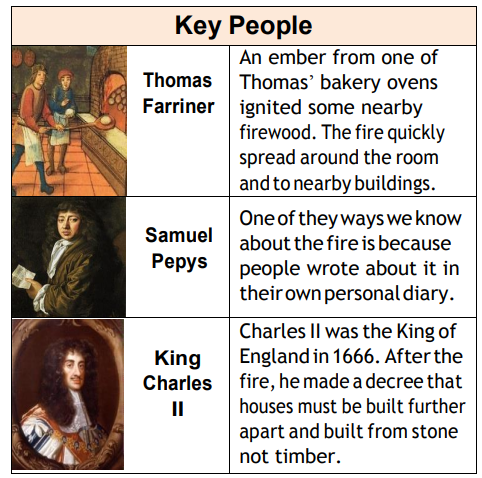 Key People
Thomas
Farriner
An ember from one of
Thomas’ bakery ovens
ignited some nearby
firewood. The fire quickly
spread around the room
and to nearby buildings.
Samuel
Pepys
One of they ways we know
about the fire is because
people wrote about it in
their own personal diary.
King
Charles
II
Charles II was the King of
England in 1666. After the
fire, he made a decree that
houses must be built further
apart and built from stone
not timber.